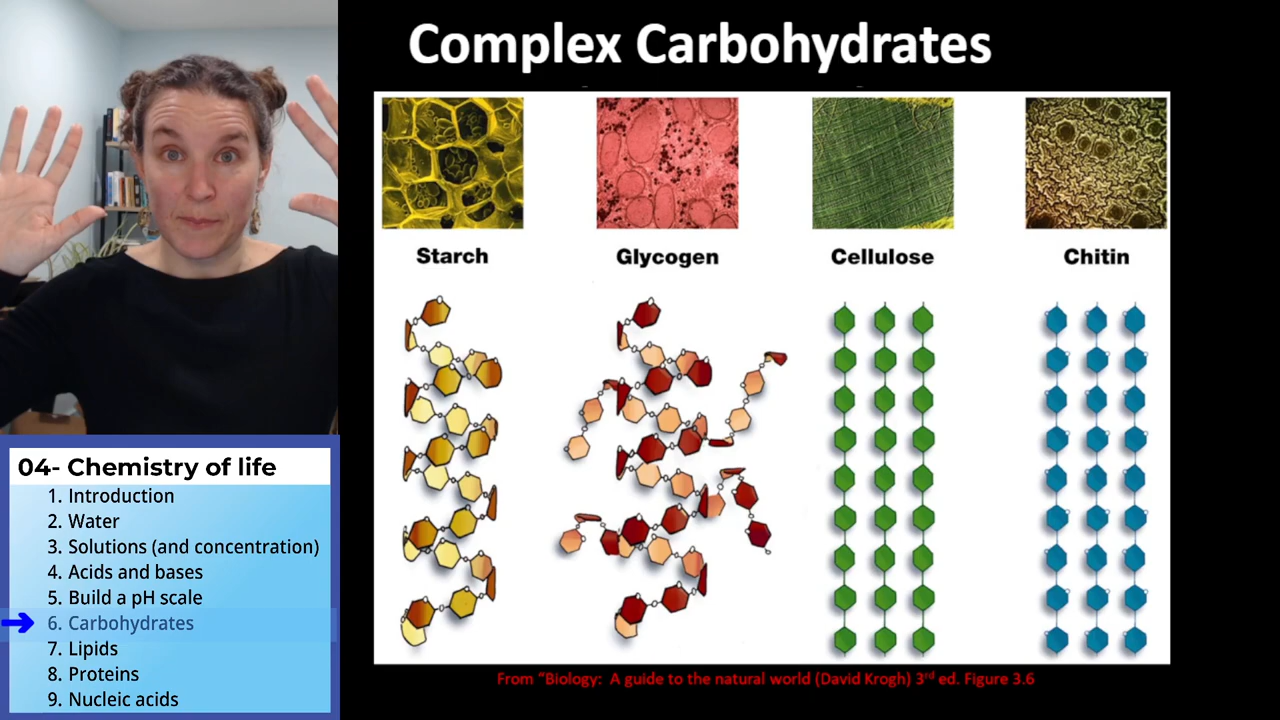 Complex Carbohydrates
Starch Glycogen Cellulose Chitin
From “Biology: A guide to the natural world (David Krogh) 3rd ed. Figure 3.6
04- Chemistry of life
1. Introduction
2. Water
3. Solutions (and concentration)
4. Acids and bases
5. Build a pH scale
6. Carbohydrates
7. Lipids
8. Proteins
9. Nucleic acids